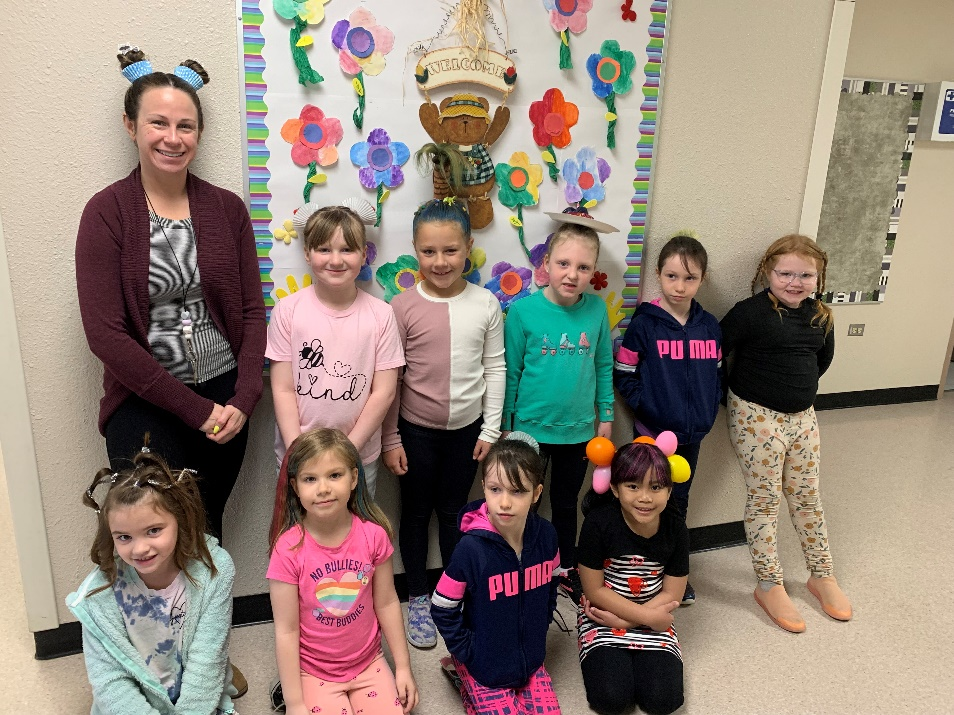 WELCOME
kind
PUMA
NO BULLIES!
BEST BUDDIES
PUMA